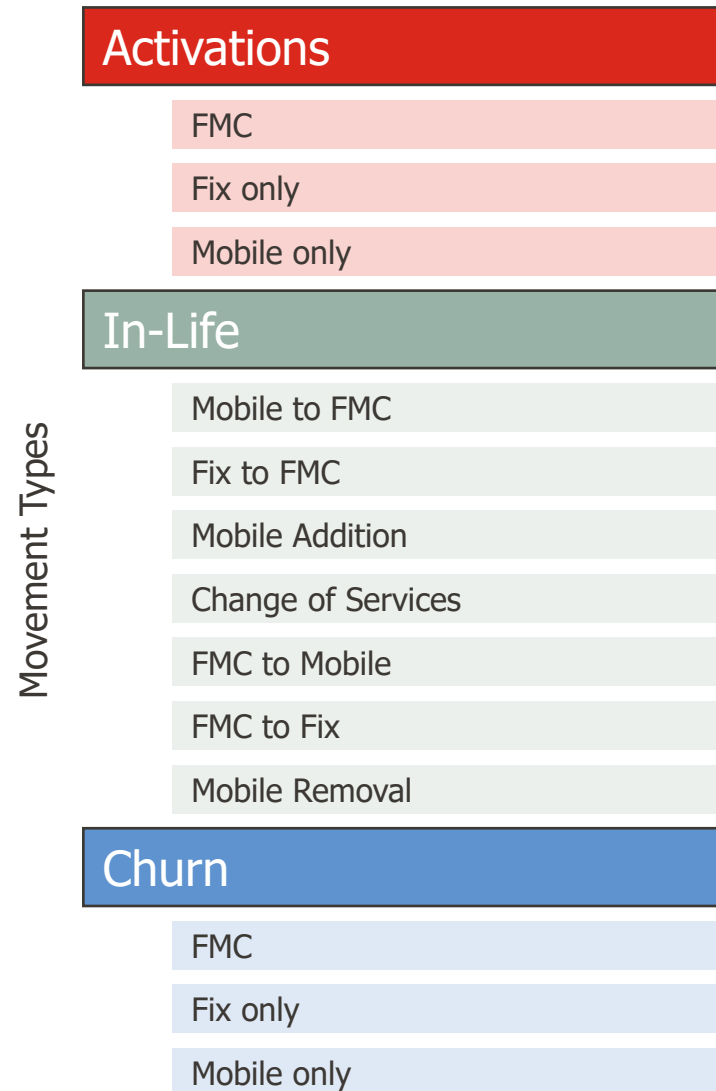 Movement Types
Activations
FMC
Fix only
Mobile only
In-Life
Mobile to FMC
Fix to FMC
Mobile Addition
Change of Services
FMC to Mobile
FMC to Fix
Mobile Removal
Churn
FMC
Fix only
Mobile only